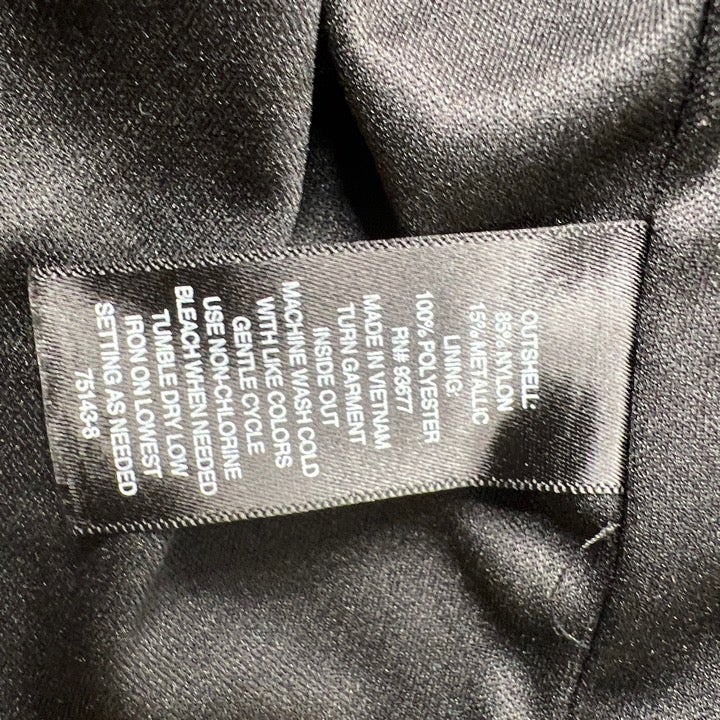 OUTSHELL:
85% NYLON
15% METALLIC
LINING:
100% POLYESTER
RN# 93677
MADE IN VIETNAM
TURN GARMENT
INSIDE OUT
MACHINE WASH COLD
WITH LIKE COLORS
GENTLE CYCLE
USE NON-CHLORINE
BLEACH WHEN NEEDED
TUMBLE DRY LOW
IRON ON LOWEST
SETTING AS NEEDED
75143-8